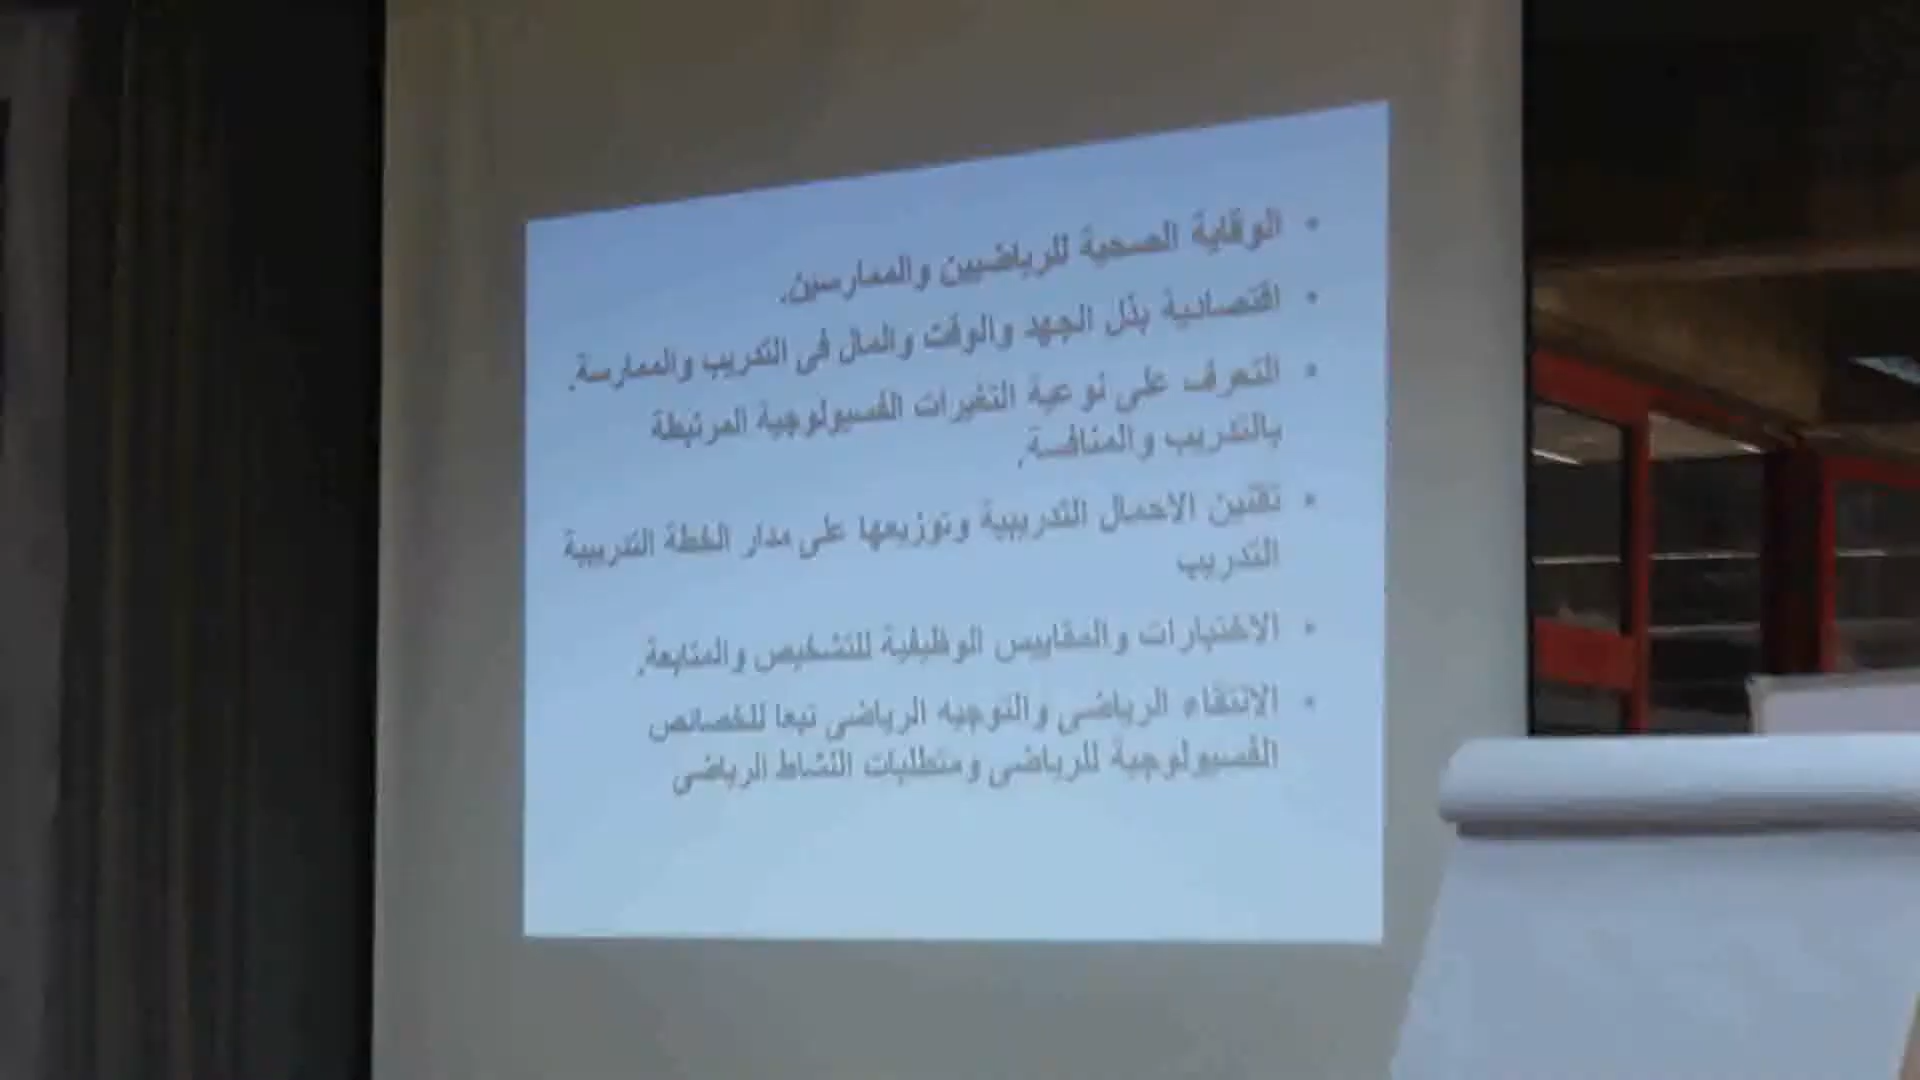 • الوقاية الصحية للرياضيين والممارسين.
• اقتصادية بذل الجهد والوقت والمال فى التدريب والممارسة.
• التعرف على نوعية التغيرات الفسيولوجية المرتبطة
بالتدريب والمنافسة.
• تقنين الاحمال التدريبية وتوزيعها على مدار الخطة التدريبية
التدريب
• الاختبارات والمقاييس الوظيفية للتشخيص والمتابعة.
• الانتقاء الرياضى والتوجيه الرياضى تبعا للخصائص
الفسيولوجية للرياضى ومتطلبات النشاط الرياضى